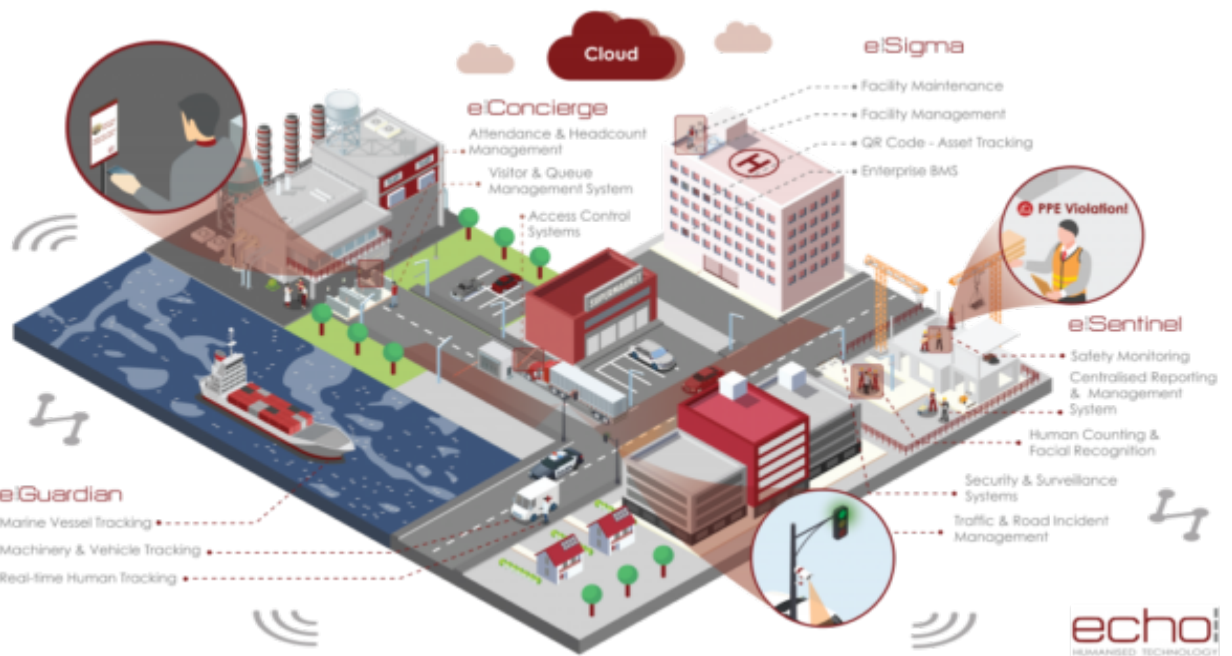 Cloud
e:Sigma
Facility Maintenance
Facility Management
QR Code - Asset Tracking
Enterprise BMS
e:Concierge
Attendance & Headcount
Management
Visitor & Queue
Management System
Access Control
Systems
PPE Violation!
SUPERMARKET
H
e:Sentinel
Safety Monitoring
Centralised Reporting
& Management
System
Human Counting &
Facial Recognition
Security & Surveillance
Systems
Traffic & Road Incident
Management
e:Guardian
Marine Vessel Tracking
Machinery & Vehicle Tracking
Real-time Human Tracking
echo
HUMANISED TECHNOLOGY